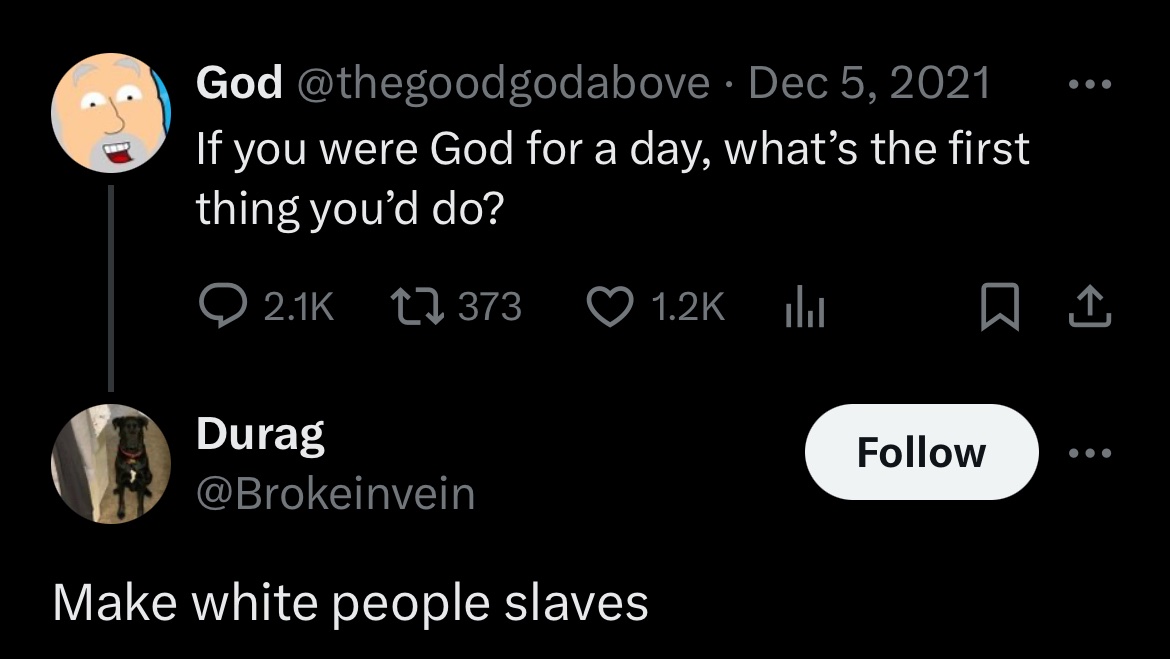 God @thegoodgodabove · Dec 5, 2021
If you were God for a day, what’s the first
thing you’d do?
2.1K 373 1.2K
Durag
Follow
@Brokeinvein
Make white people slaves